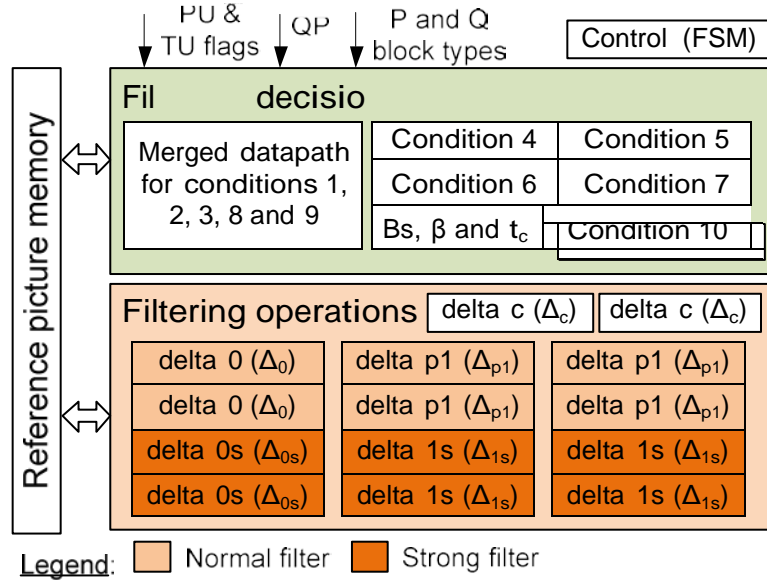 PU &
TU flags
QP
P and Q
block types
Control (FSM)
Reference picture memory
Fil decisio
Merged datapath
for conditions 1,
2, 3, 8 and 9
Condition 4
Condition 5
Condition 6
Condition 7
Bs, β and tc
Condition 10
Filtering operations
delta c (Δc)
delta c (Δc)
delta 0 (Δ0)
delta p1 (Δp1)
delta p1 (Δp1)
delta 0 (Δ0)
delta p1 (Δp1)
delta p1 (Δp1)
delta 0s (Δ0s)
delta 1s (Δ1s)
delta 1s (Δ1s)
delta 0s (Δ0s)
delta 1s (Δ1s)
delta 1s (Δ1s)
Legend:
Normal filter
Strong filter